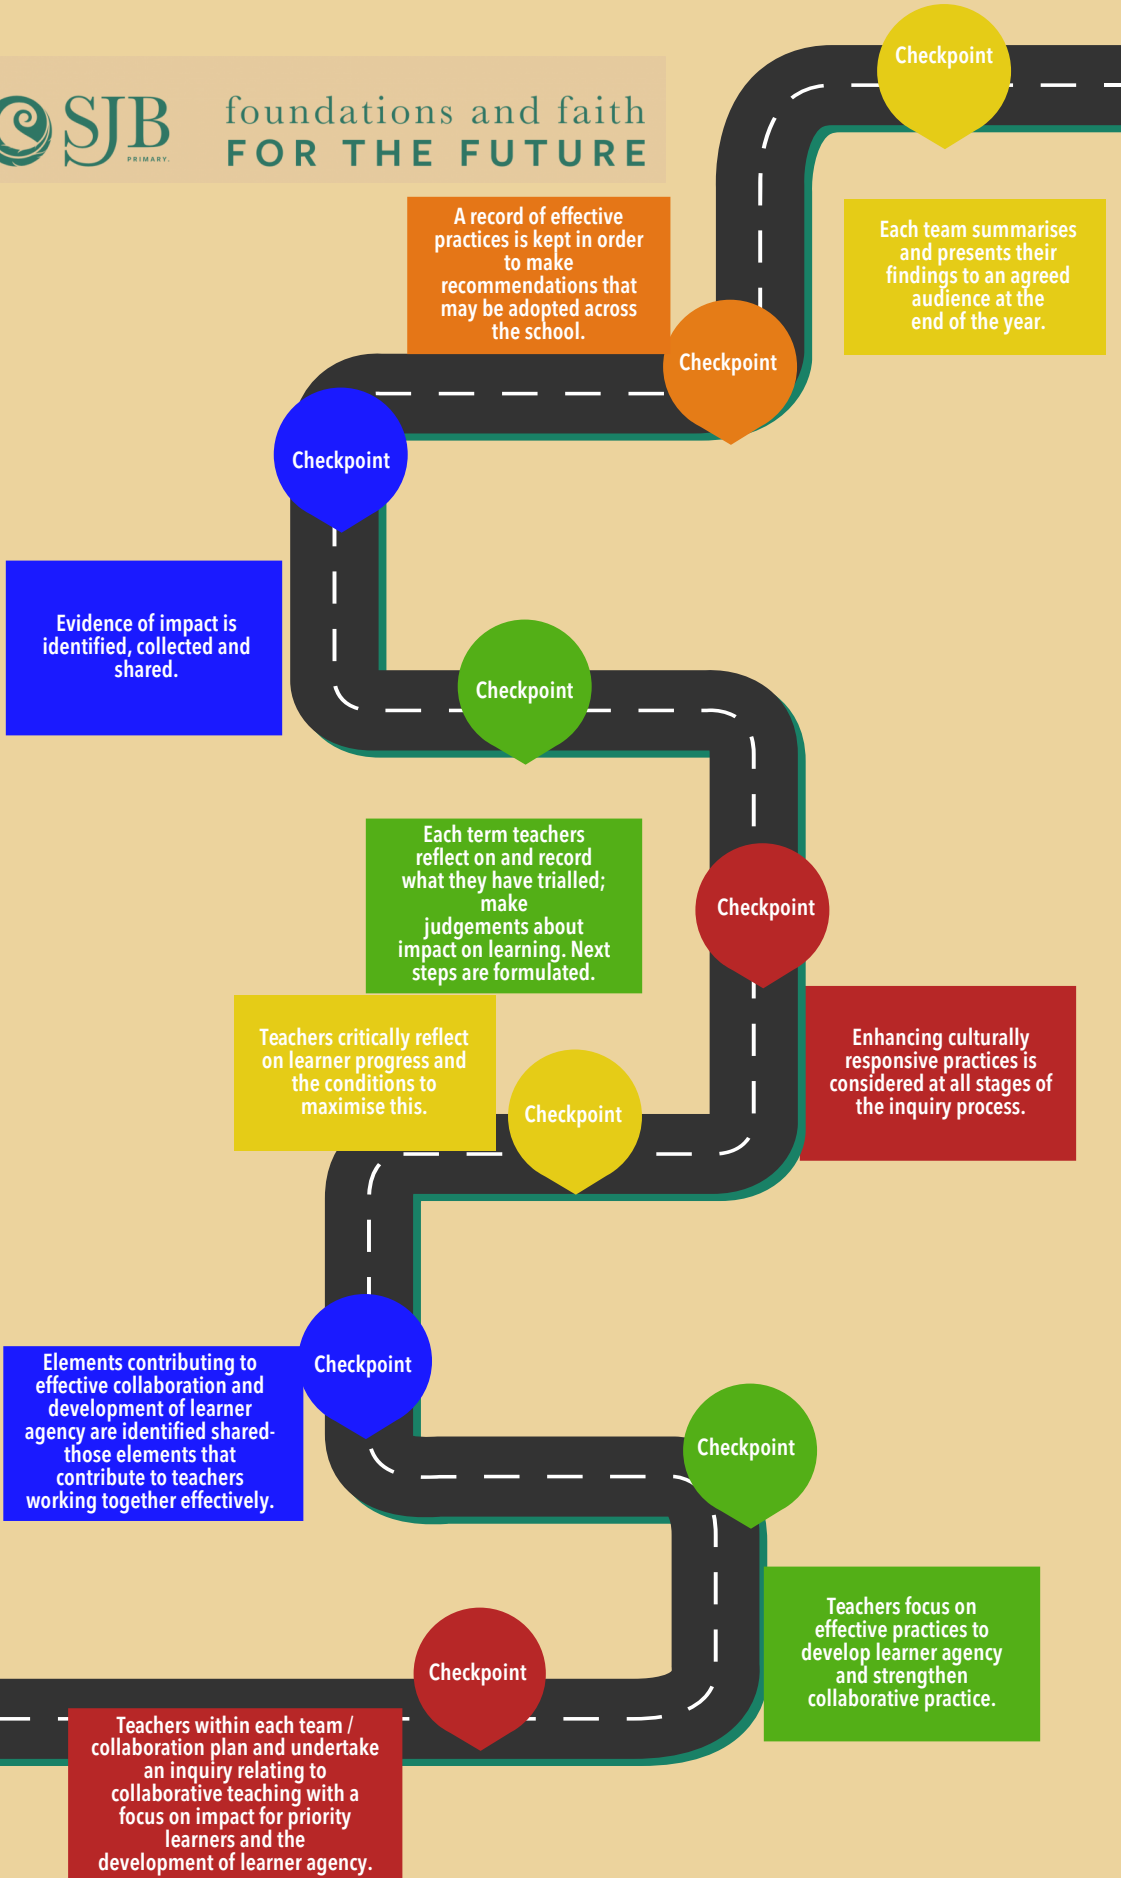 Checkpoint
SJB
PRIMARY.
foundations and faith
FOR THE FUTURE
A record of effective
practices is kept in order
to make
recommendations that
may be adopted across
the school.
Each team summarises
and presents their
findings to an agreed
audience at the
end of the year.
Checkpoint
Checkpoint
Evidence of impact is
identified, collected and
shared.
Checkpoint
Each term teachers
reflect on and record
what they have trialled;
make
judgements about
impact on learning. Next
steps are formulated.
Checkpoint
Teachers critically reflect
on learner progress and
the conditions to
maximise this.
Enhancing culturally
responsive practices is
considered at all stages of
the inquiry process.
Checkpoint
Checkpoint
Elements contributing to
effective collaboration and
development of learner
agency are identified shared-
those elements that
contribute to teachers
working together effectively.
Checkpoint
Teachers focus on
effective practices to
develop learner agency
and strengthen
collaborative practice.
Checkpoint
Teachers within each team /
collaboration plan and undertake
an inquiry relating to
collaborative teaching with a
focus on impact for priority
learners and the
development of learner agency.